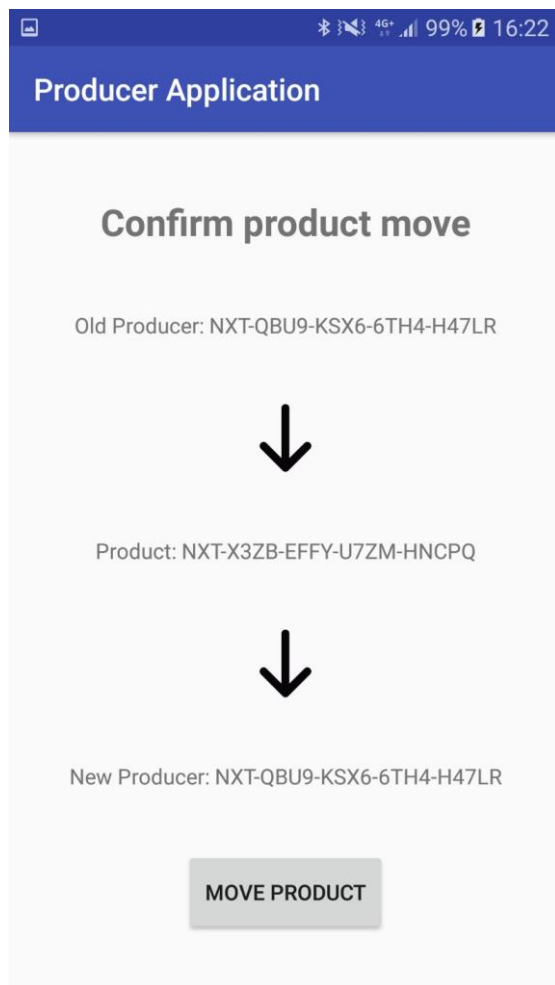 4G+ 99% 16:22
Producer Application
Confirm product move
Old Producer: NXT-QBU9-KSX6-6TH4-H47LR
Product: NXT-X3ZB-EFFY-U7ZM-HNCPQ
New Producer: NXT-QBU9-KSX6-6TH4-H47LR
MOVE PRODUCT